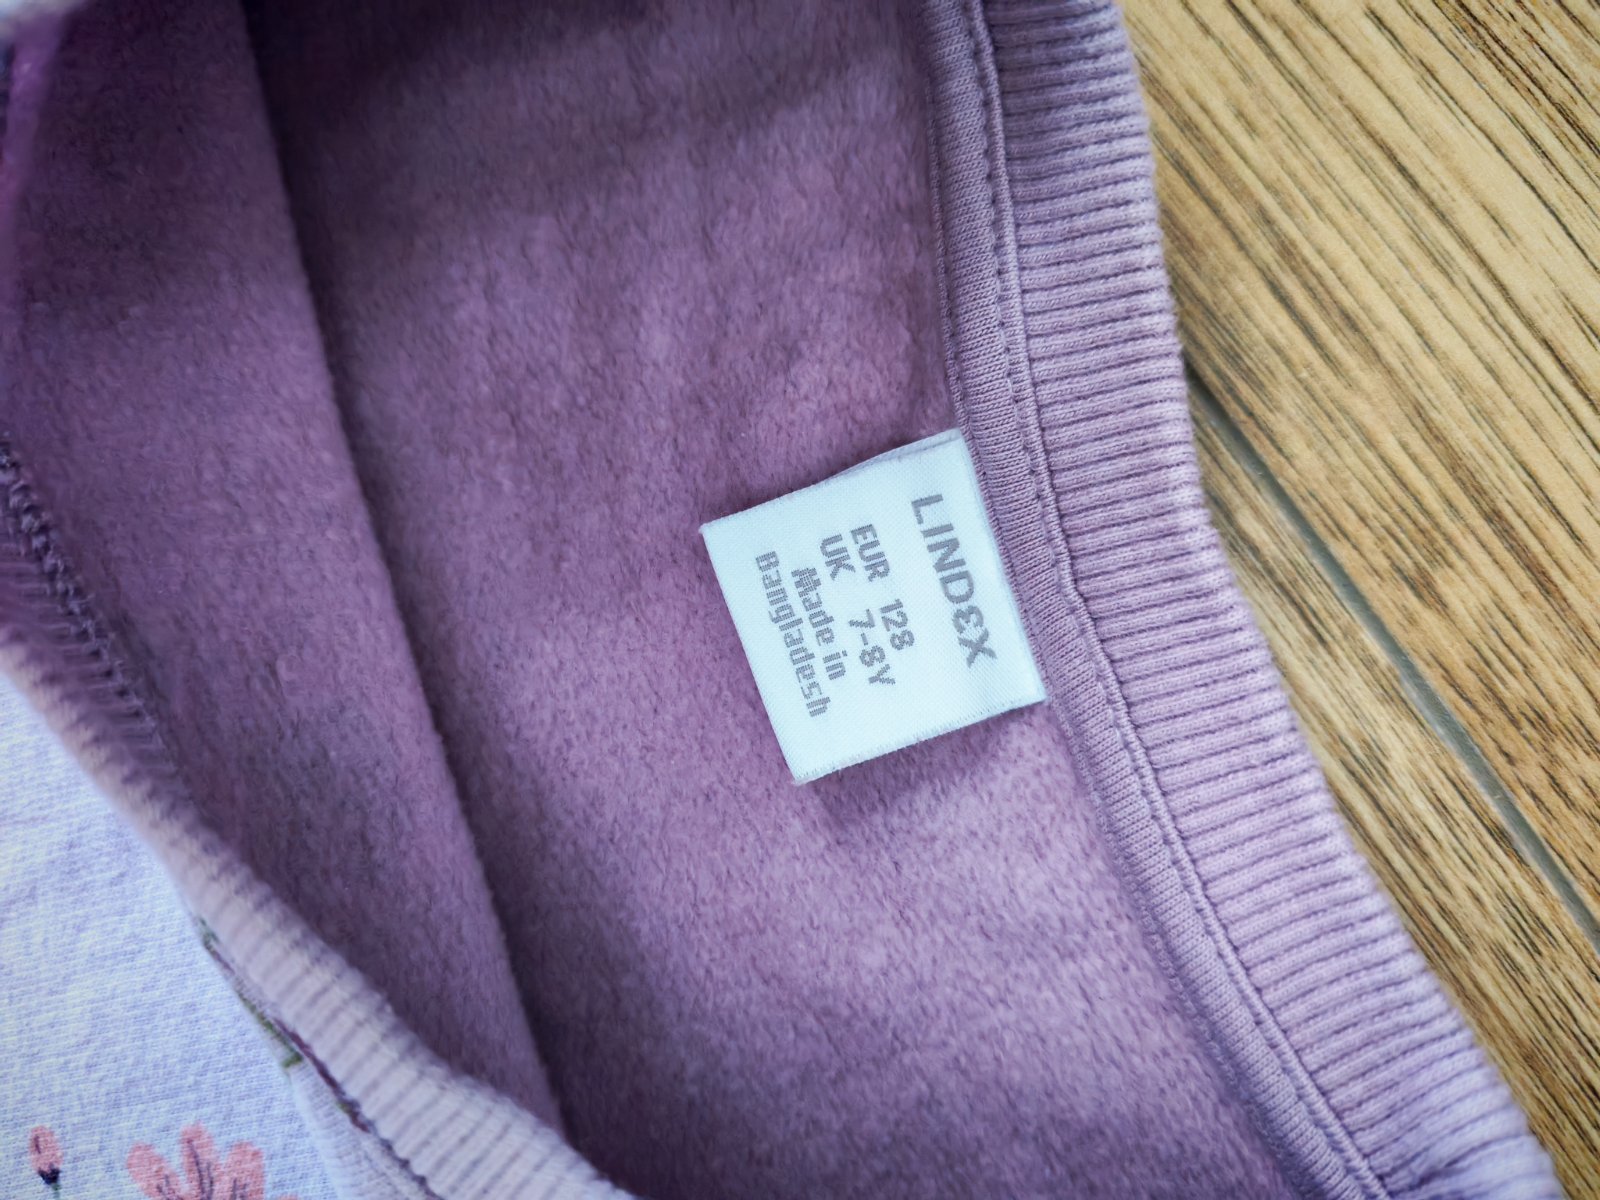 LINDEX
EUR 128
UK 7-8Y
Made in
Bangladesh